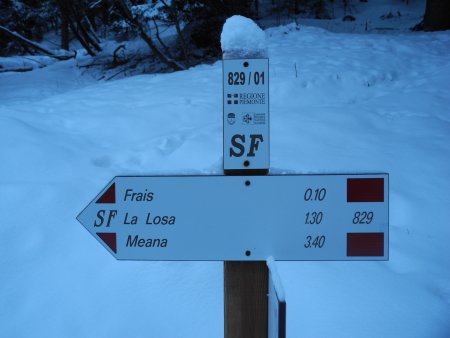 829 / 01
REGIONE
PIEMONTE
SF
Frais 0.10
SF La Losa 1.30 829
Meana 3.40